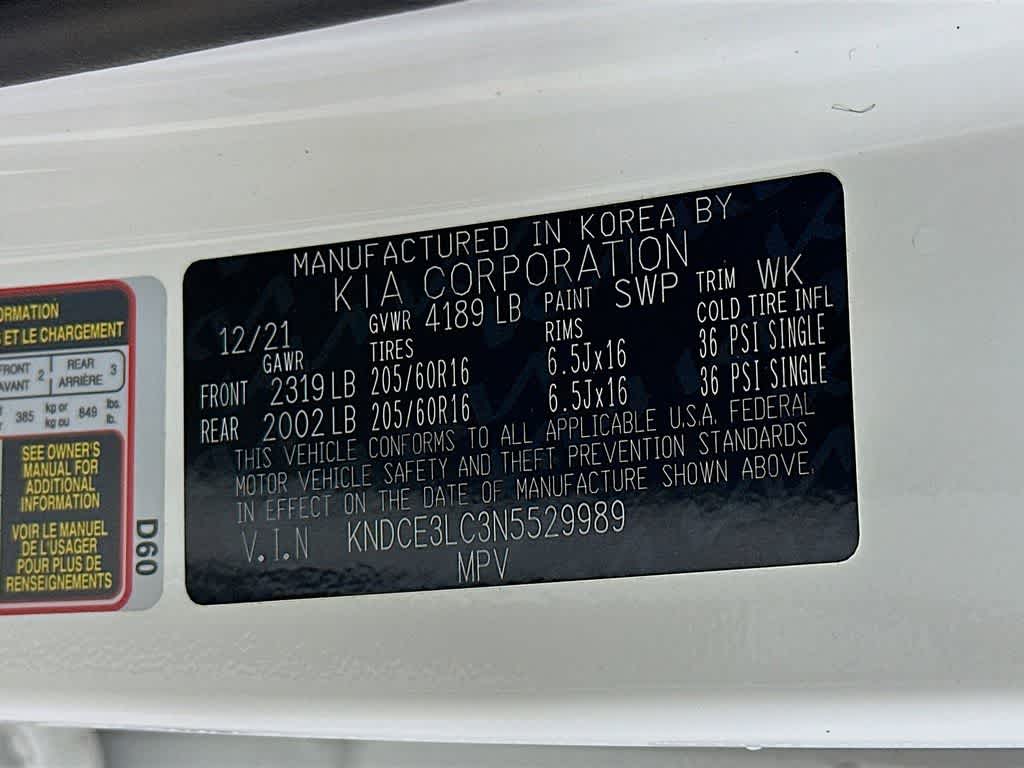 MANUFACTURED IN KOREA BY
KIA CORPORATION
12/21 GVWR 4189 LB PAINT SWP TRIM WK
GAWR TIRES RIMS COLD TIRE INFL
FRONT 2319 LB 205/60R16 6.5Jx16 36 PSI SINGLE
REAR 2002 LB 205/60R16 6.5Jx16 36 PSI SINGLE
THIS VEHICLE CONFORMS TO ALL APPLICABLE U.S.A. FEDERAL
MOTOR VEHICLE SAFETY AND THEFT PREVENTION STANDARDS
IN EFFECT ON THE DATE OF MANUFACTURE SHOWN ABOVE.
V.I.N KNDCE3LC3N5529989
MPV
ET LE CHARGEMENT
FRONT 2 REAR 3
AVANT ARRIÈRE
385 kg or 849 lbs.
kg ou lb.
SEE OWNER'S
MANUAL FOR
ADDITIONAL
INFORMATION
VOIR LE MANUEL
DE L'USAGER
POUR PLUS DE
RENSEIGNEMENTS
D60